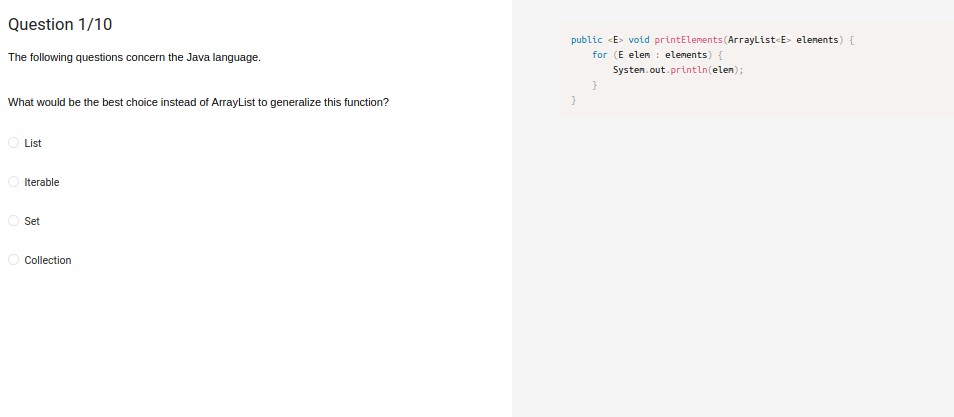 Question 1/10
The following questions concern the Java language.
What would be the best choice instead of ArrayList to generalize this function?
List
Iterable
Set
Collection
public <E> void printElements(ArrayList<E> elements) {
    for (E elem : elements) {
        System.out.println(elem);
    }
}